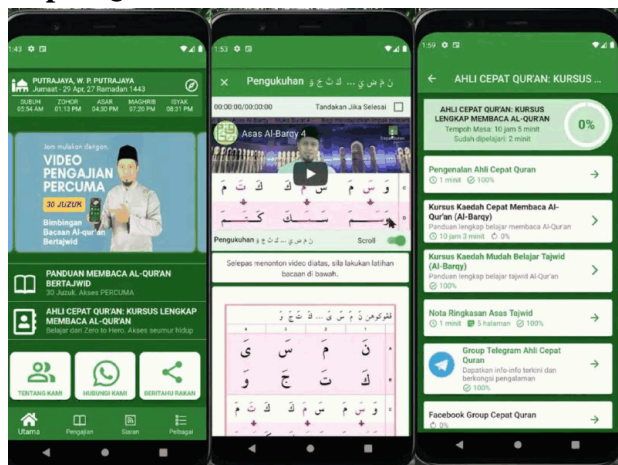 1:43
PUTRAJAYA, W. P. PUTRAJAYA
Jumaat - 29 Apr, 27 Ramadan 1443
SUBUH ZOHOR ASAR MAGHRIB ISYAK
05:54 AM 01:13 PM 04:30 PM 07:20 PM 08:31 PM
Jom mulakan dengan,
VIDEO
PENGAJIAN
PERCUMA
30 JUZUK
Bimbingan
Bacaan Al-qur'an
Bertajwid
PANDUAN MEMBACA AL-QUR'AN
BERTAJWID
30 Juzuk. Akses PERCUMA
AHLI CEPAT QUR'AN: KURSUS LENGKAP
MEMBACA AL-QUR'AN
Belajar dari Zero to Hero. Akses seumur hidup
TENTANG KAMI HUBUNGI KAMI BERITAHU RAKAN
Utama Pengajian Siaran Pelbagai
1:53
Pengukuhan نَ مَ ضَ يَ ... كَ تَ جَ وَ
00:00:00/00:00:00 Tandakan Jika Selesai
Asas Al-Barqy 4
وَ سَ مَ سَ مَ كَ كَ تَ مَ
Pengukuhan نَ مَ ضَ يَ ... كَ تَ جَ وَ Scroll
Selepas menonton video diatas, sila lakukan latihan
bacaan di bawah.
نَ مَ سَ يَ
كَ تَ جَ وَ
1:59
AHLI CEPAT QUR'AN: KURSUS ...
AHLI CEPAT QUR'AN: KURSUS
LENGKAP MEMBACA AL-QUR'AN
Tempoh Masa: 10 jam 5 minit
Sudah dipelajari: 2 minit
0%
Pengenalan Ahli Cepat Quran
1 minit 100%
Kursus Kaedah Cepat Membaca Al-
Qur'an (Al-Barqy)
Panduan lengkap belajar membaca Al-Quran
10 jam 3 minit 0%
Kursus Kaedah Mudah Belajar Tajwid
(Al-Barqy)
Panduan lengkap belajar tajwid Al-Qur'an
100%
Nota Ringkasan Asas Tajwid
1 minit 5 halaman 100%
Group Telegram Ahli Cepat
Quran
Dapatkan info-info terkini dan
berkongsi pengalaman
100%
Facebook Group Cepat Quran
0%